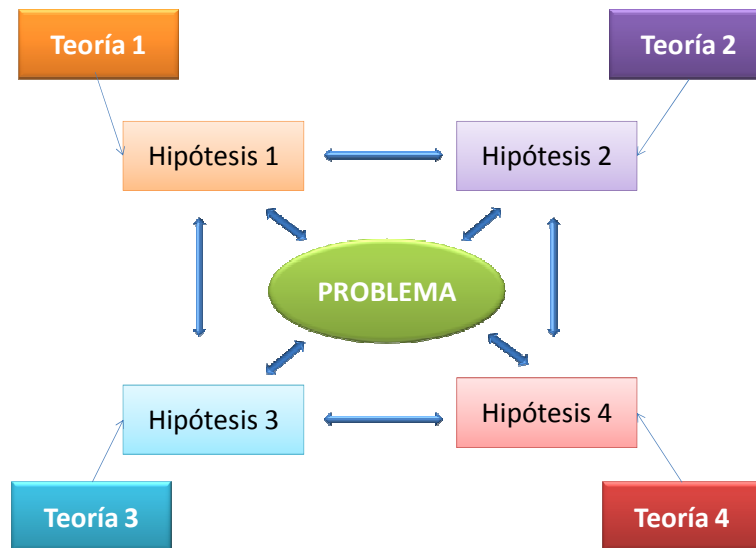 Teoría 1
Teoría 2
Hipótesis 1
Hipótesis 2
PROBLEMA
Hipótesis 3
Hipótesis 4
Teoría 3
Teoría 4